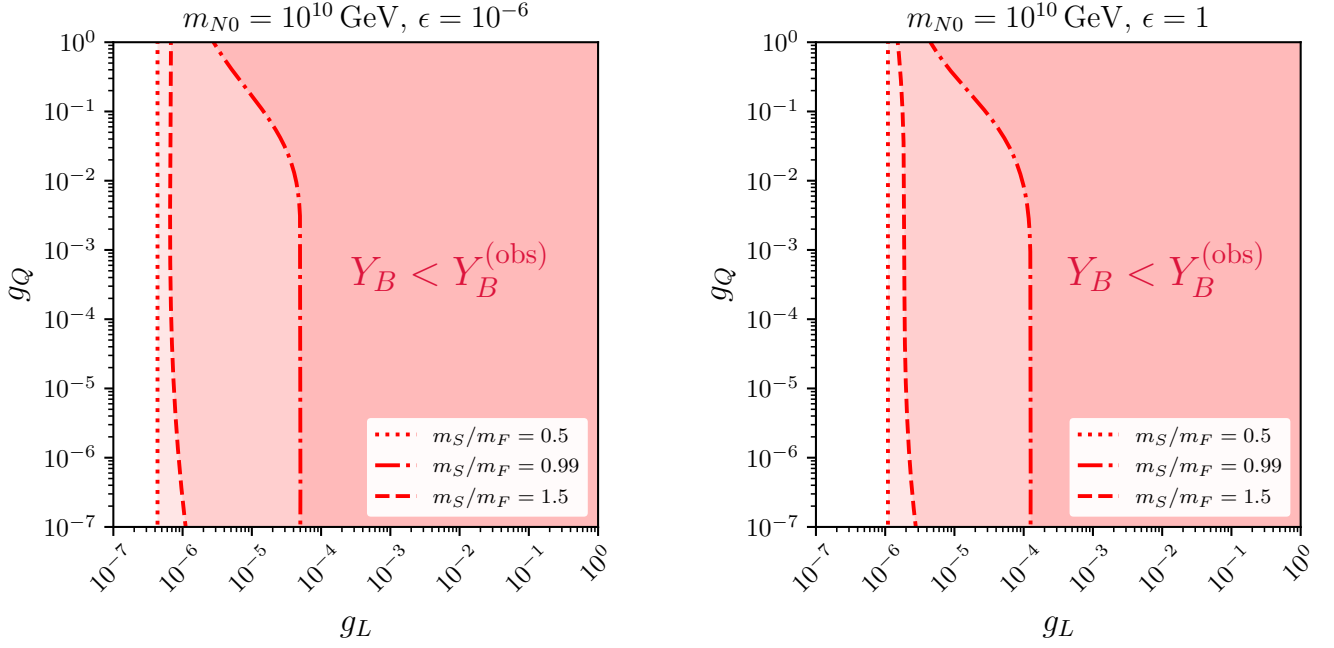 m_{N0} = 10^{10} GeV, ϵ = 10^{-6}
g_Q
10^0
10^{-1}
10^{-2}
10^{-3}
10^{-4}
10^{-5}
10^{-6}
10^{-7}
Y_B < Y_B^{(obs)}
m_S/m_F = 0.5
m_S/m_F = 0.99
m_S/m_F = 1.5
10^{-7} 10^{-6} 10^{-5} 10^{-4} 10^{-3} 10^{-2} 10^{-1} 10^0
g_L
m_{N0} = 10^{10} GeV, ϵ = 1
g_Q
10^0
10^{-1}
10^{-2}
10^{-3}
10^{-4}
10^{-5}
10^{-6}
10^{-7}
Y_B < Y_B^{(obs)}
m_S/m_F = 0.5
m_S/m_F = 0.99
m_S/m_F = 1.5
10^{-7} 10^{-6} 10^{-5} 10^{-4} 10^{-3} 10^{-2} 10^{-1} 10^0
g_L